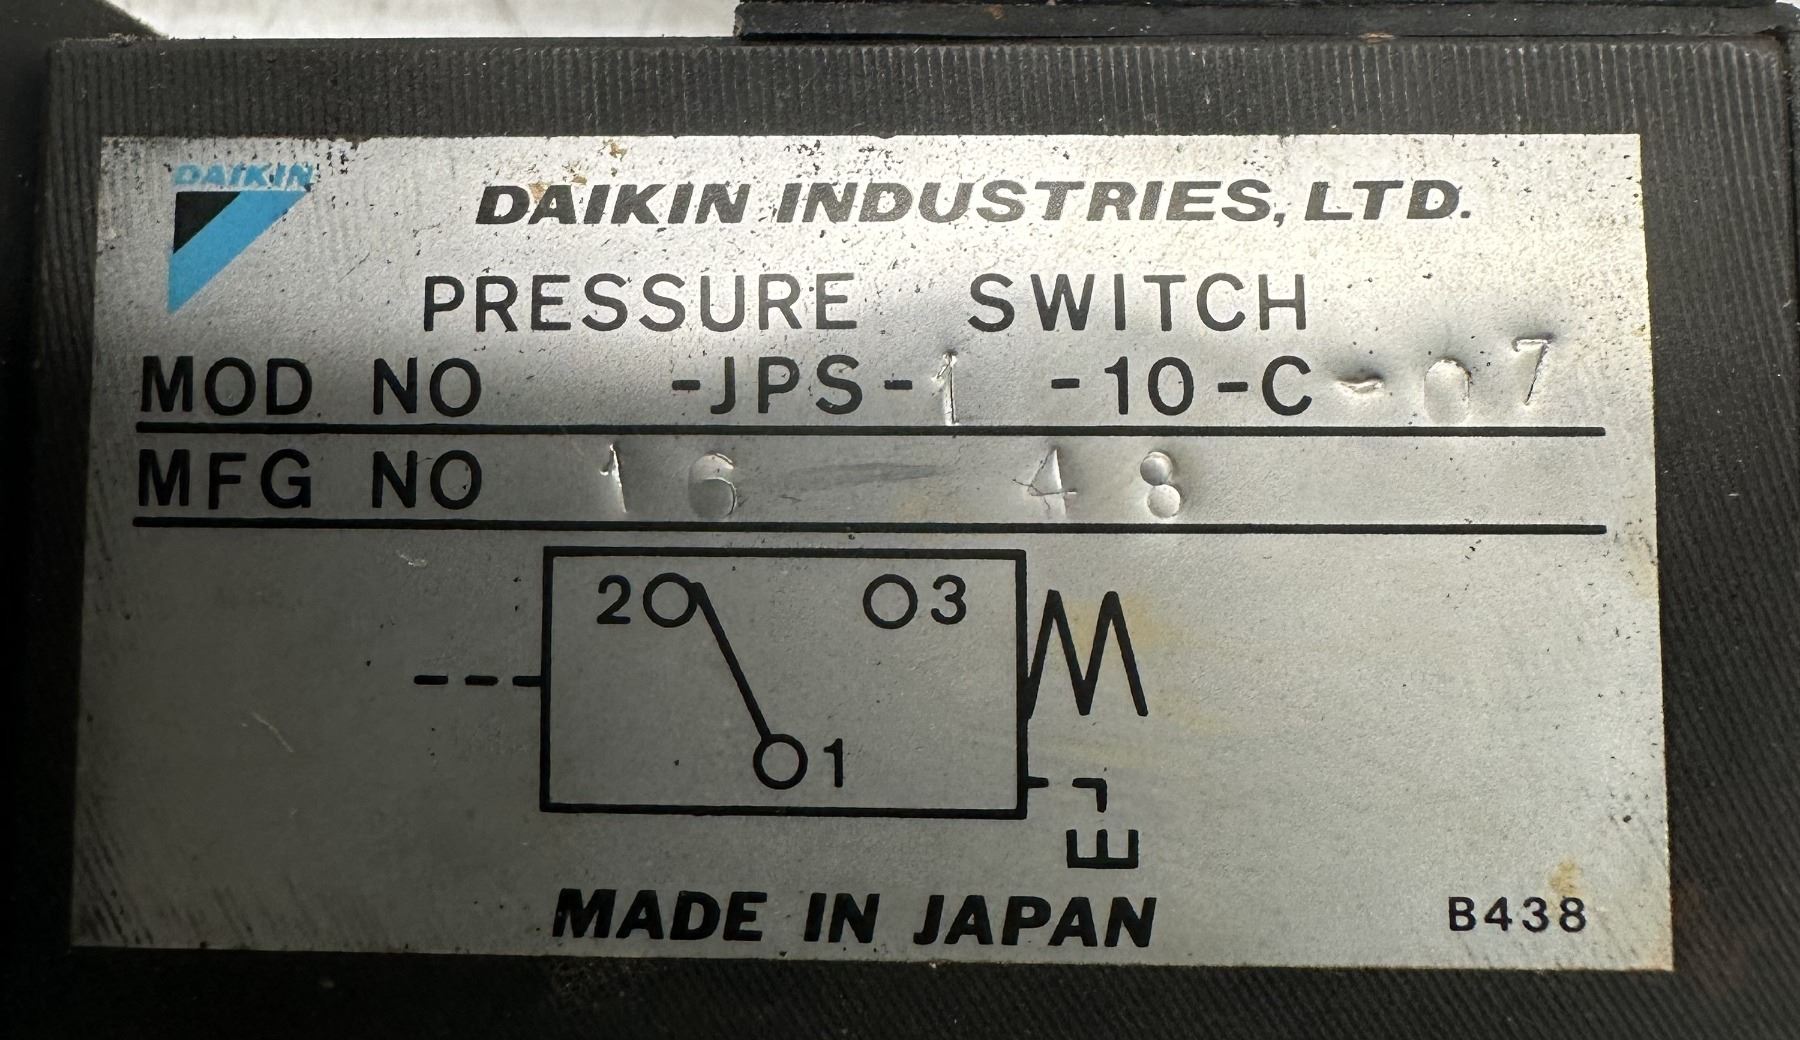 DAIKIN
DAIKIN INDUSTRIES, LTD.
PRESSURE SWITCH
MOD NO -JPS-1 -10-C-07
MFG NO 16 48
2 3
1
MADE IN JAPAN
B438